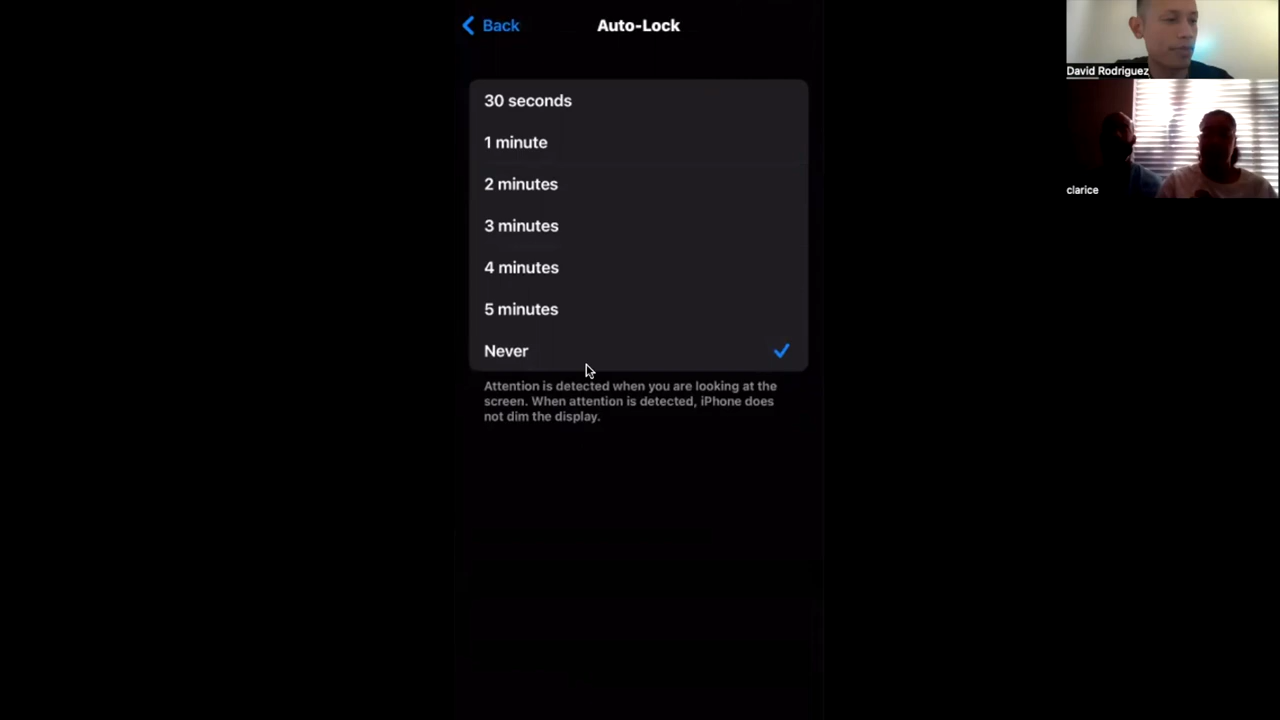 Back
Auto-Lock
30 seconds
1 minute
2 minutes
3 minutes
4 minutes
5 minutes
Never
Attention is detected when you are looking at the
screen. When attention is detected, iPhone does
not dim the display.
David Rodriguez
clarice